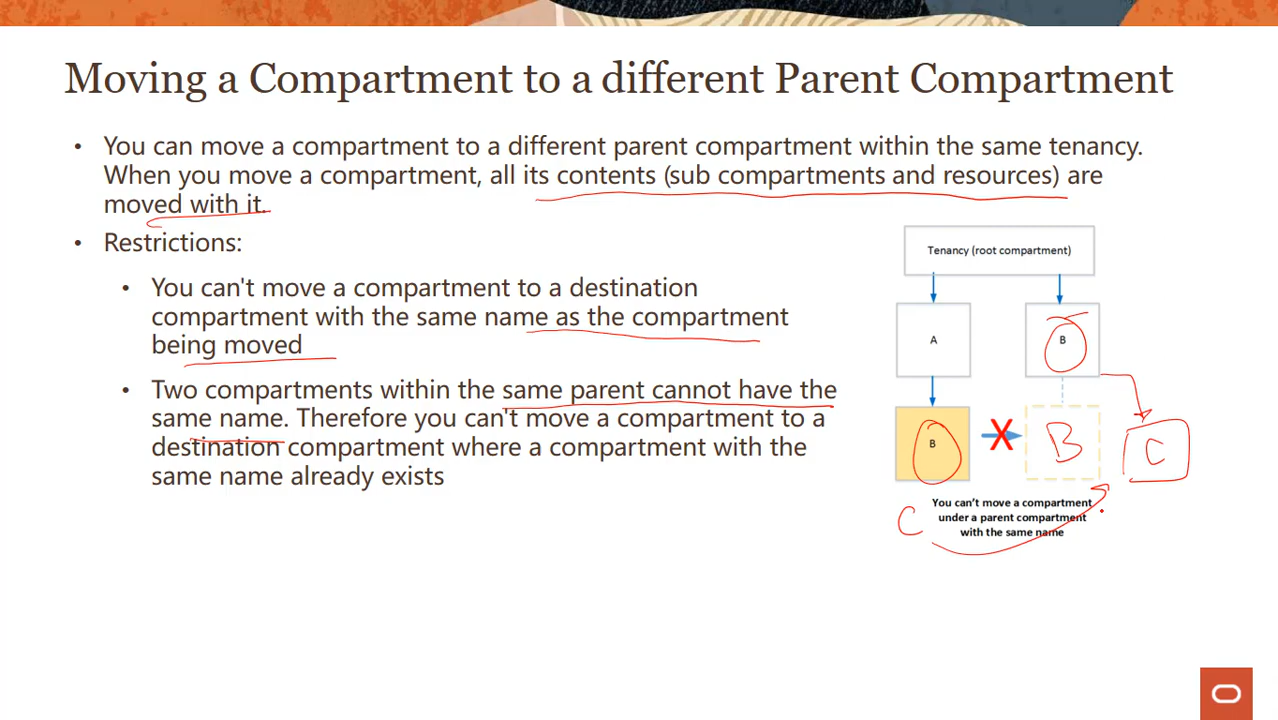 Moving a Compartment to a different Parent Compartment
• You can move a compartment to a different parent compartment within the same tenancy.
When you move a compartment, all its contents (sub compartments and resources) are
moved with it.
• Restrictions:
• You can't move a compartment to a destination
compartment with the same name as the compartment
being moved
• Two compartments within the same parent cannot have the
same name. Therefore you can't move a compartment to a
destination compartment where a compartment with the
same name already exists
Tenancy (root compartment)
A
B
B
X
B
C
C
You can't move a compartment
under a parent compartment
with the same name